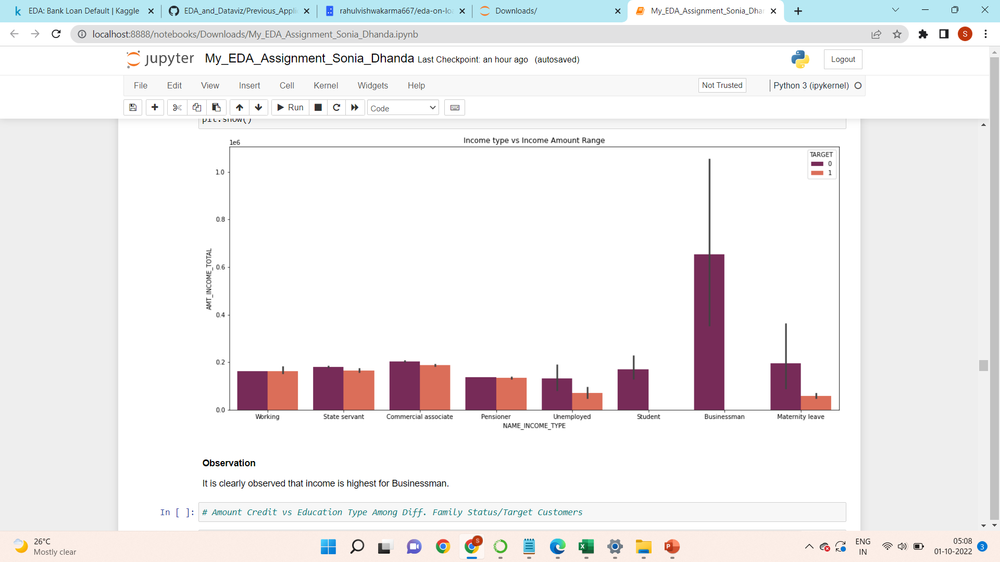 EDA: Bank Loan Default | Kaggle
EDA_and_Dataviz/Previous_Applic
rahulvishwakarma667/eda-on-loa
Downloads/
My_EDA_Assignment_Sonia_Dhan
localhost:8888/notebooks/Downloads/My_EDA_Assignment_Sonia_Dhanda.ipynb
S
jupyter My_EDA_Assignment_Sonia_Dhanda Last Checkpoint: an hour ago (autosaved)
Logout
File Edit View Insert Cell Kernel Widgets Help
Not Trusted
Python 3 (ipykernel)
Run
Code
plt.show()
1e6
Income type vs Income Amount Range
TARGET
0
1
1.0
0.8
0.6
0.4
0.2
0.0
AMT_INCOME_TOTAL
Working State servant Commercial associate Pensioner Unemployed Student Businessman Maternity leave
NAME_INCOME_TYPE
Observation
It is clearly observed that income is highest for Businessman.
In [ ]: # Amount Credit vs Education Type Among Diff. Family Status/Target Customers
26°C
Mostly clear
ENG
IN
05:08
01-10-2022
3